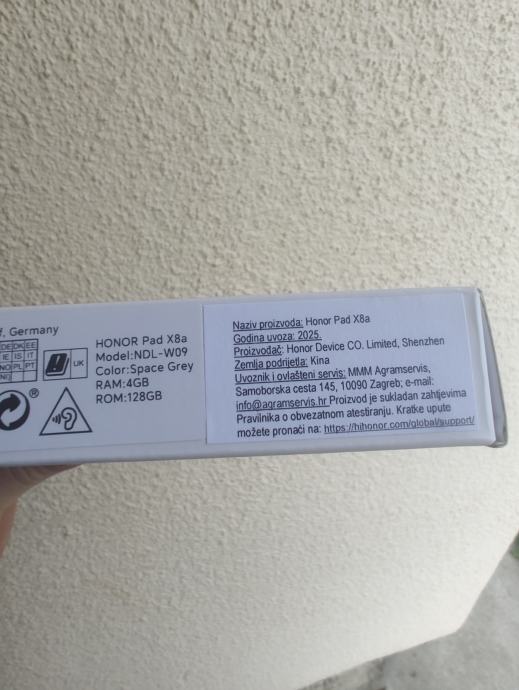 f, Germany
DE DK EE
IE IS IT
NO PL PT
NI)
UK
HONOR Pad X8a
Model:NDL-W09
Color:Space Grey
RAM:4GB
ROM:128GB
®
Naziv proizvoda: Honor Pad X8a
Godina uvoza: 2025.
Proizvođač: Honor Device CO. Limited, Shenzhen
Zemlja podrijetla: Kina
Uvoznik i ovlašteni servis: MMM Agramservis,
Samoborska cesta 145, 10090 Zagreb; e-mail:
info@agramservis.hr Proizvod je sukladan zahtjevima
Pravilnika o obveznatom atestiranju. Kratke upute
možete pronaći na: https://hihonor.com/global/support/